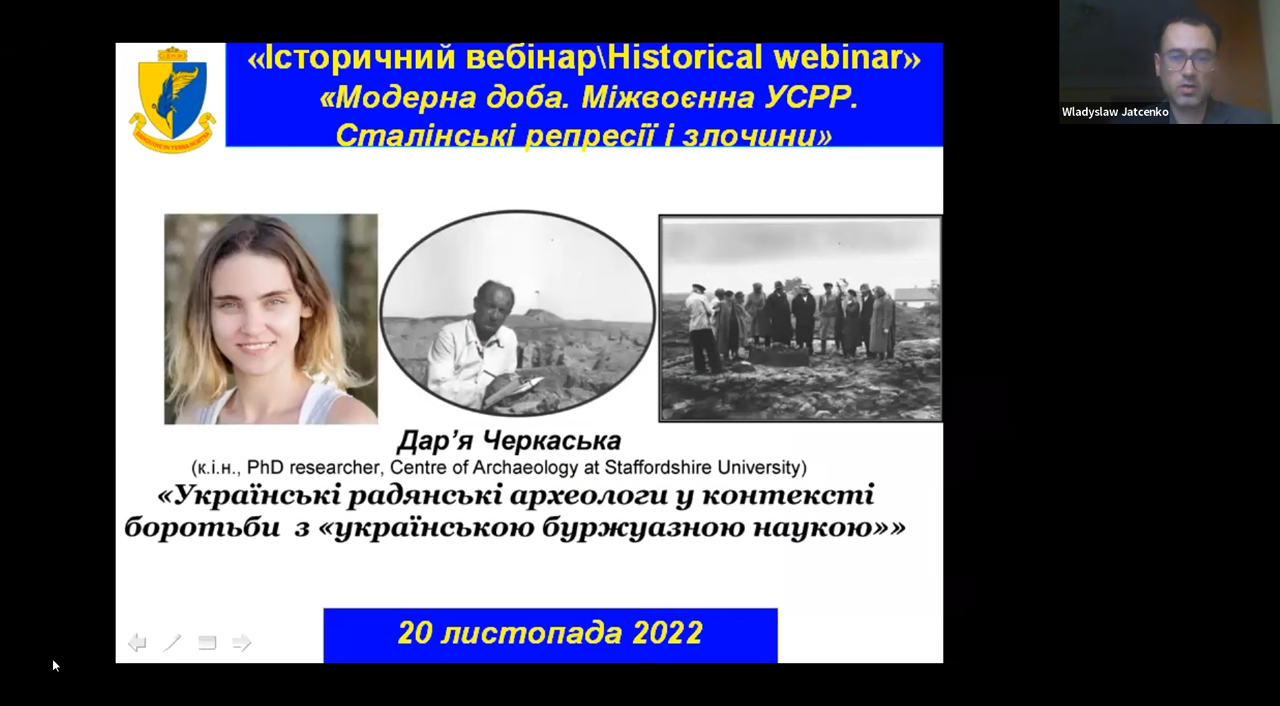 «Історичний вебінар\Historical webinar»
«Модерна доба. Міжвоєнна УСРР.
Сталінські репресії і злочини»
Wladyslaw Jatcenko
Дар’я Черкаська
(к.і.н., PhD researcher, Centre of Archaeology at Staffordshire University)
«Українські радянські археологи у контексті
боротьби з «українською буржуазною наукою»»
20 листопада 2022